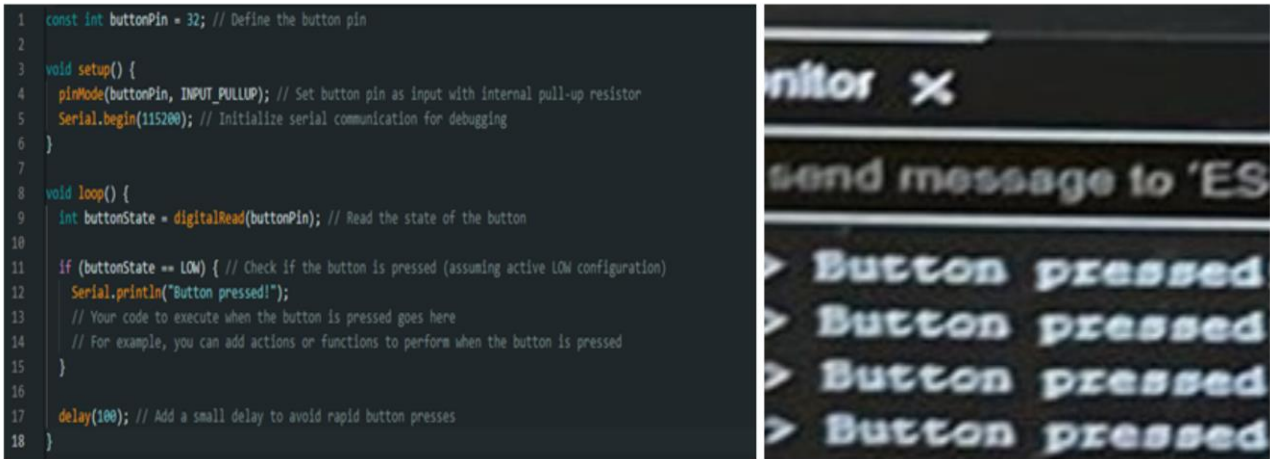 1 const int buttonPin = 32; // Define the button pin
2
3 void setup() {
4 pinMode(buttonPin, INPUT_PULLUP); // Set button pin as input with internal pull-up resistor
5 Serial.begin(115200); // Initialize serial communication for debugging
6 }
7
8 void loop() {
9 int buttonState = digitalRead(buttonPin); // Read the state of the button
10
11 if (buttonState == LOW) { // Check if the button is pressed (assuming active LOW configuration)
12 Serial.println("Button pressed!");
13 // Your code to execute when the button is pressed goes here
14 // For example, you can add actions or functions to perform when the button is pressed
15 }
16
17 delay(100); // Add a small delay to avoid rapid button presses
18 }
nitor ×
send message to 'ES
> Button pressed
> Button pressed
> Button pressed
> Button pressed